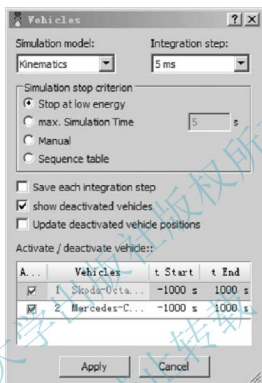 Vehicles
Simulation model:
Integration step:
Kinematics
5 ms
Simulation stop criterion
Stop at low energy
max. Simulation Time
5
s
Manual
Sequence table
Save each integration step
show deactivated vehicles
Update deactivated vehicle positions
Activate / deactivate vehicle::
A... Vehicles t Start t End
1 Skoda-Octa... -1000 s 1000 s
2 Mercedes-C... -1000 s 1000 s
Apply
Cancel